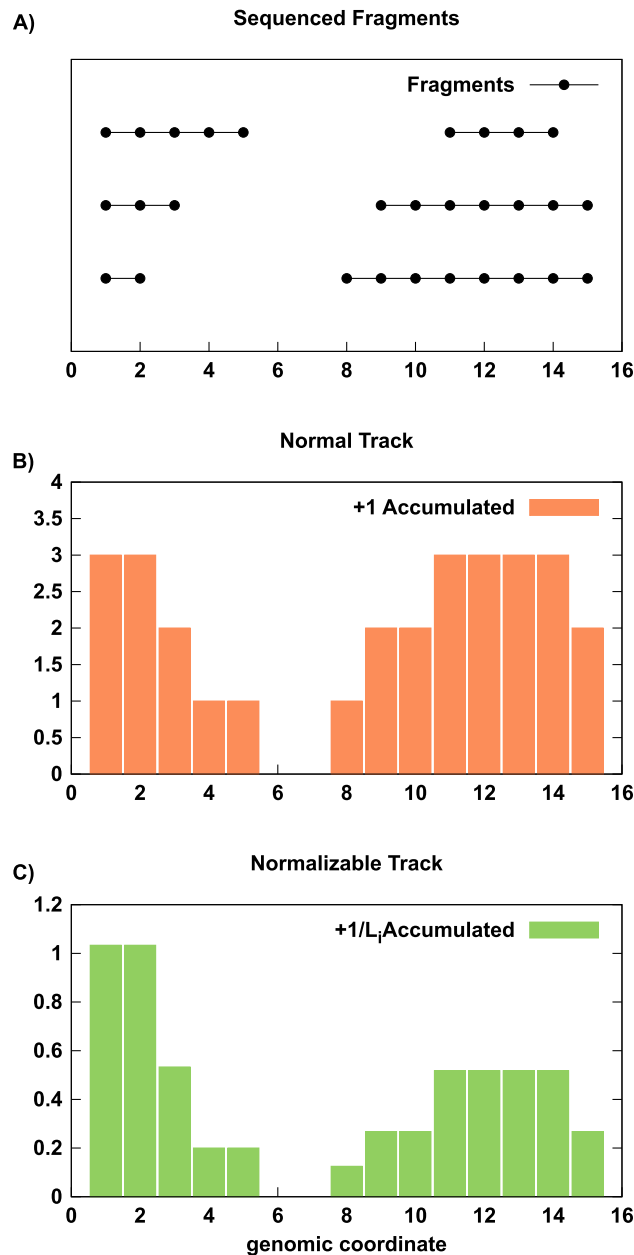 A)
Sequenced Fragments
Fragments
0 2 4 6 8 10 12 14 16
Normal Track
B)
+1 Accumulated
4
3.5
3
2.5
2
1.5
1
0.5
0
0 2 4 6 8 10 12 14 16
Normalizable Track
C)
+1/LiAccumulated
1.2
1
0.8
0.6
0.4
0.2
0
0 2 4 6 8 10 12 14 16
genomic coordinate